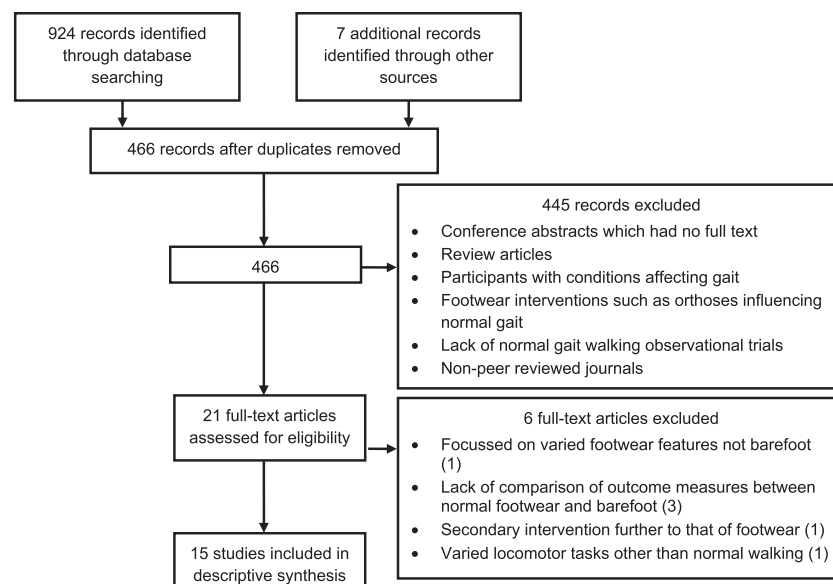 924 records identified
through database
searching
7 additional records
identified through other
sources
466 records after duplicates removed
445 records excluded
• Conference abstracts which had no full text
• Review articles
• Participants with conditions affecting gait
• Footwear interventions such as orthoses influencing
normal gait
• Lack of normal gait walking observational trials
• Non-peer reviewed journals
466
21 full-text articles
assessed for eligibility
6 full-text articles excluded
• Focussed on varied footwear features not barefoot
(1)
• Lack of comparison of outcome measures between
normal footwear and barefoot (3)
• Secondary intervention further to that of footwear (1)
• Varied locomotor tasks other than normal walking (1)
15 studies included in
descriptive synthesis